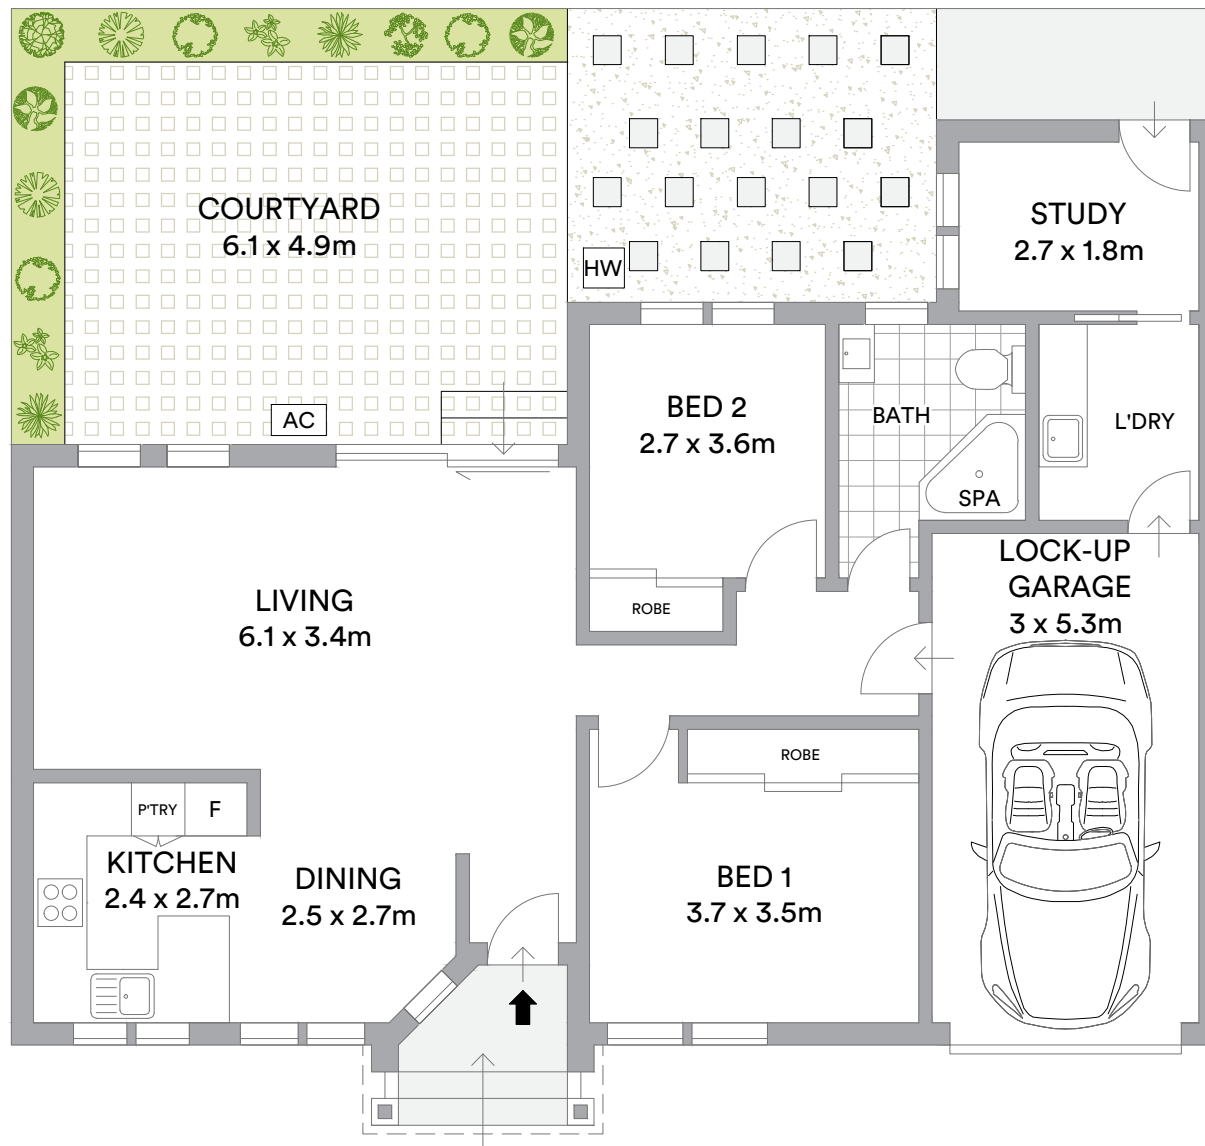 COURTYARD
6.1 x 4.9m
STUDY
2.7 x 1.8m
HW
AC
BED 2
2.7 x 3.6m
BATH
L'DRY
SPA
LIVING
6.1 x 3.4m
ROBE
LOCK-UP
GARAGE
3 x 5.3m
ROBE
P'TRY
F
KITCHEN
2.4 x 2.7m
DINING
2.5 x 2.7m
BED 1
3.7 x 3.5m